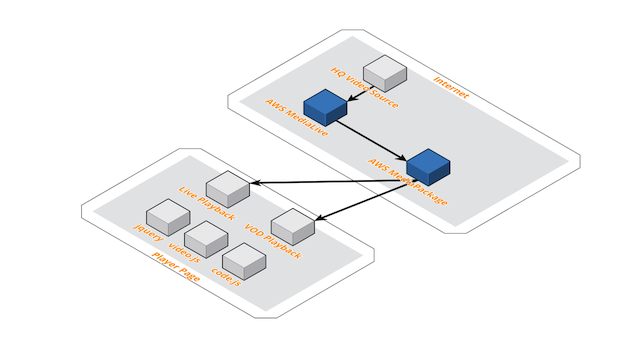 HQ Video Source
Internet
AWS MediaLive
AWS MediaPackage
Live Playback
VOD Playback
jquery
video.js
code.js
Player Page